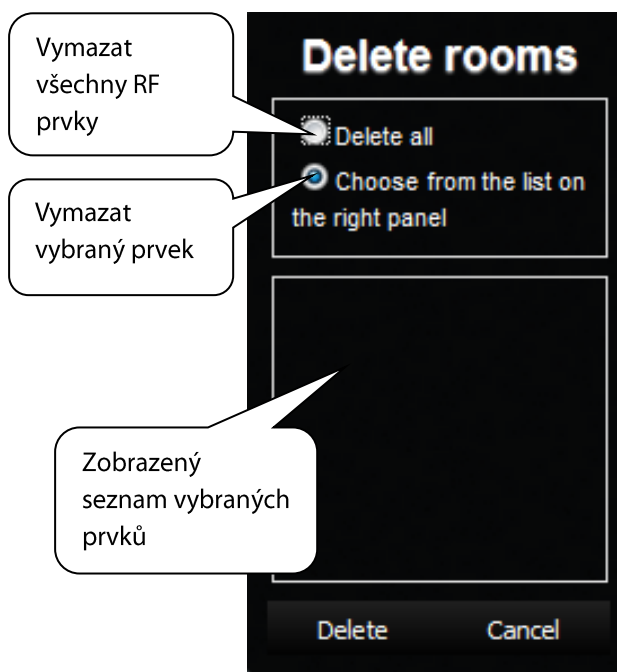 Vymazat
všechny RF
prvky
Delete rooms
Delete all
Choose from the list on
the right panel
Vymazat
vybraný prvek
Zobrazený
seznam vybraných
prvků
Delete
Cancel